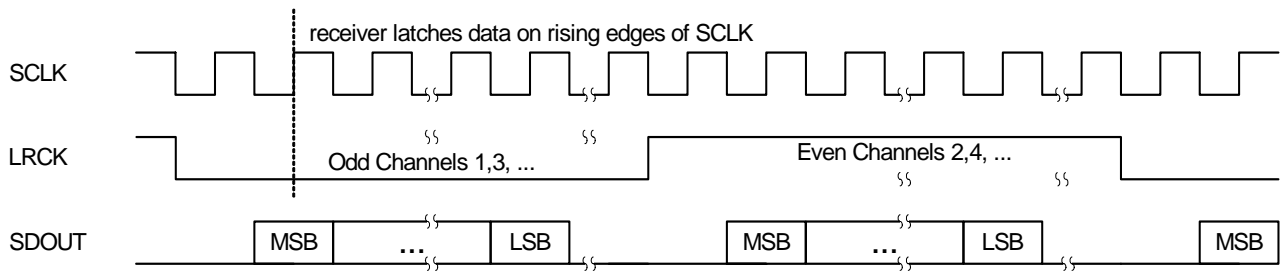 receiver latches data on rising edges of SCLK
SCLK
LRCK
Odd Channels 1,3, ...
Even Channels 2,4, ...
SDOUT
MSB
...
LSB
MSB
...
LSB
MSB